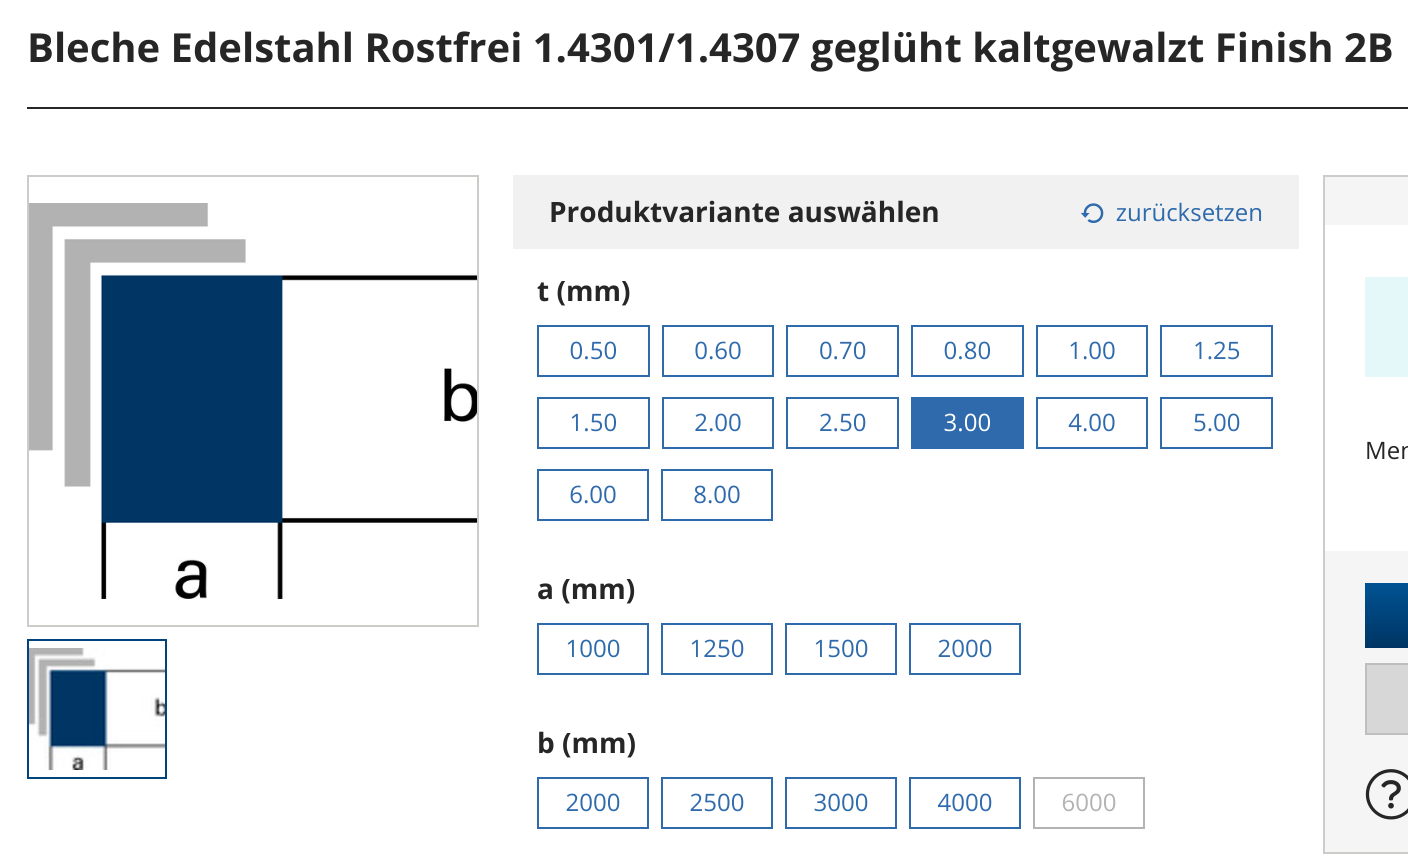 Bleche Edelstahl Rostfrei 1.4301/1.4307 geglüht kaltgewalzt Finish 2B
b
a
b
a
Produktvariante auswählen
zurücksetzen
t (mm)
0.50 0.60 0.70 0.80 1.00 1.25
1.50 2.00 2.50 3.00 4.00 5.00
6.00 8.00
a (mm)
1000 1250 1500 2000
b (mm)
2000 2500 3000 4000 6000
?